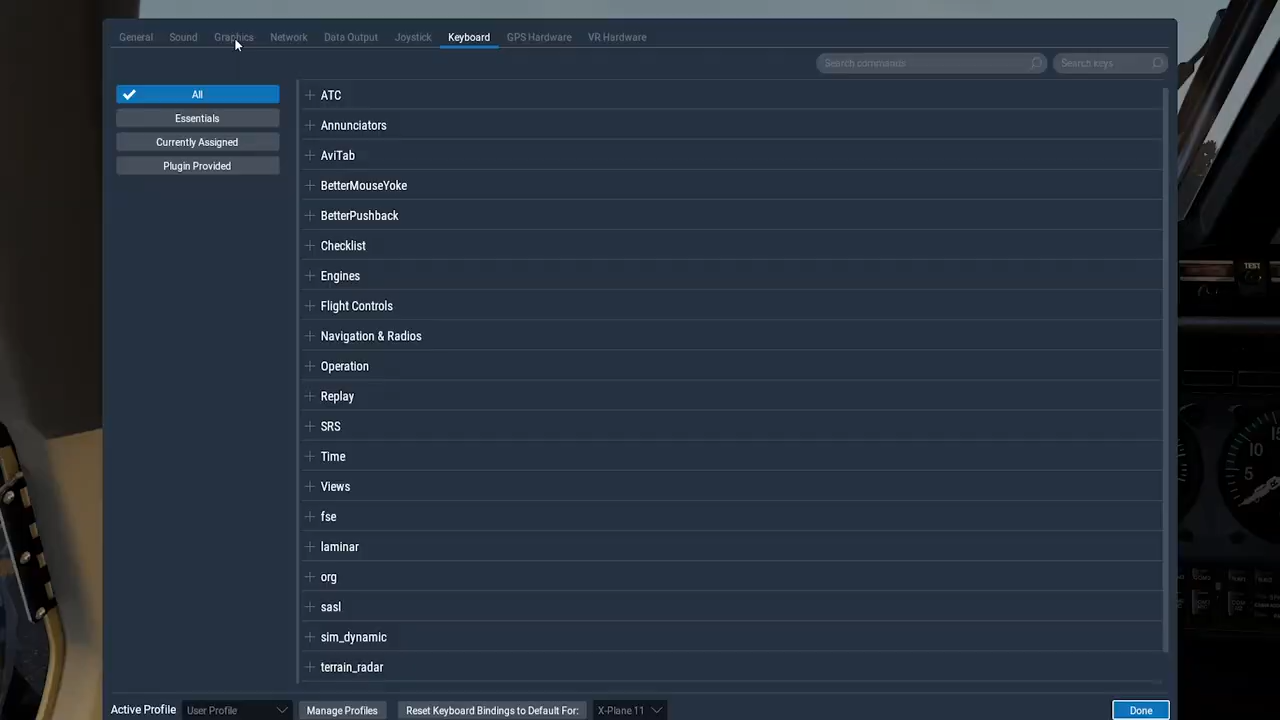 General Sound Graphics Network Data Output Joystick Keyboard GPS Hardware VR Hardware
Search commands Search keys
All
Essentials
Currently Assigned
Plugin Provided
ATC
Annunciators
AviTab
BetterMouseYoke
BetterPushback
Checklist
Engines
Flight Controls
Navigation & Radios
Operation
Replay
SRS
Time
Views
fse
laminar
org
sasl
sim_dynamic
terrain_radar
Active Profile User Profile Manage Profiles Reset Keyboard Bindings to Default For: X-Plane 11 Done
TEST
10
5